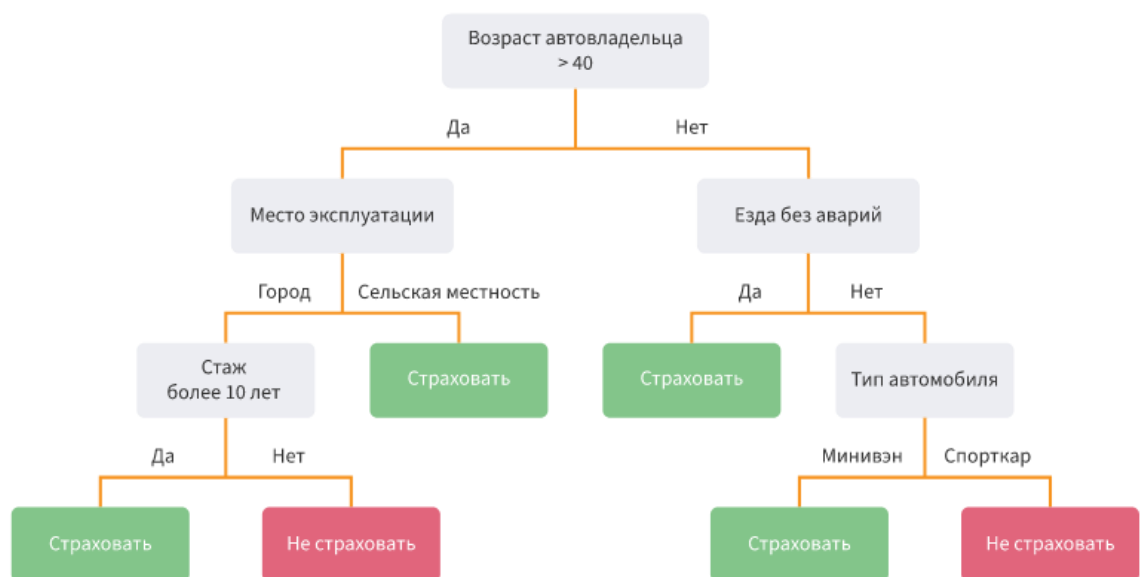 Возраст автовладельца
> 40
Да
Нет
Место эксплуатации
Езда без аварий
Город
Сельская местность
Да
Нет
Стаж
более 10 лет
Страховать
Страховать
Тип автомобиля
Да
Нет
Минивэн
Спорткар
Страховать
Не страховать
Страховать
Не страховать